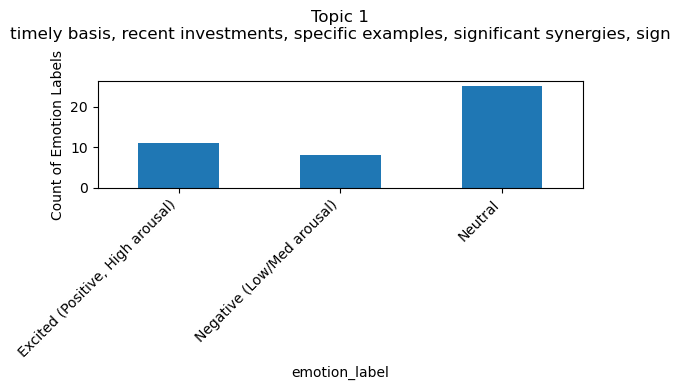 Topic 1
timely basis, recent investments, specific examples, significant synergies, sign
Count of Emotion Labels
20
10
0
Excited (Positive, High arousal)
Negative (Low/Med arousal)
Neutral
emotion_label